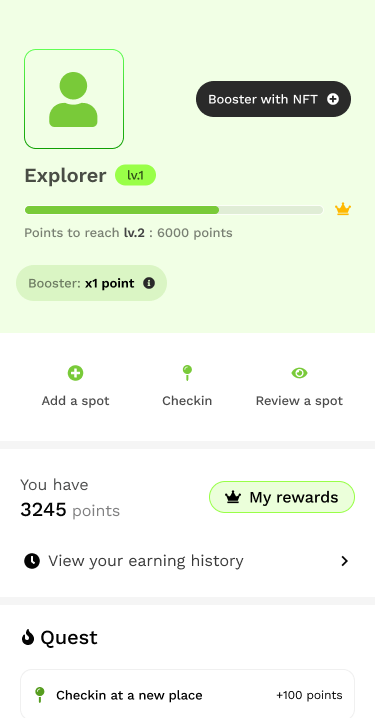 Booster with NFT
Explorer lv.1
Points to reach lv.2 : 6000 points
Booster: x1 point
Add a spot
Checkin
Review a spot
You have
3245 points
My rewards
View your earning history
Quest
Checkin at a new place
+100 points